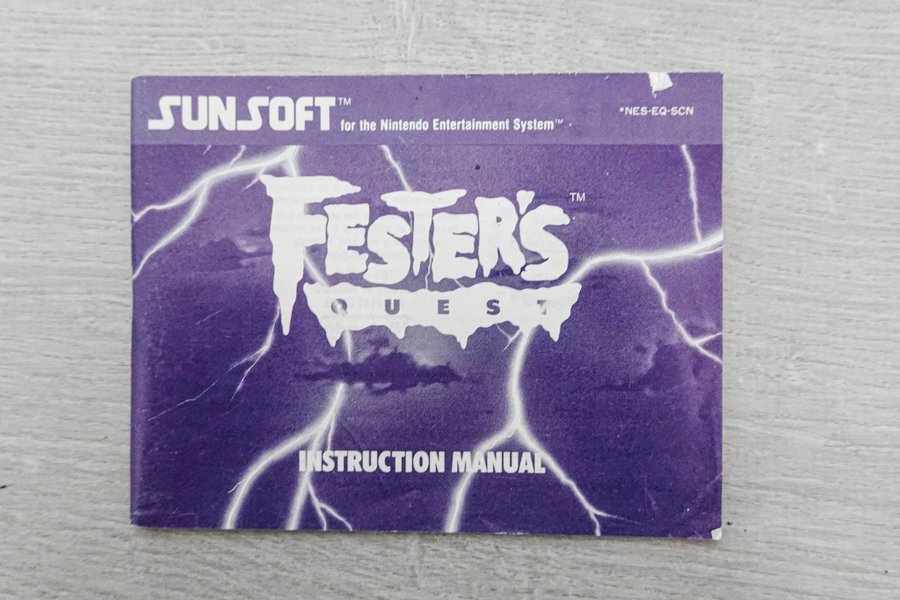 SUNSOFT™ for the Nintendo Entertainment System™
*NES-EQ-SCN
FESTER'S™
QUEST
INSTRUCTION MANUAL